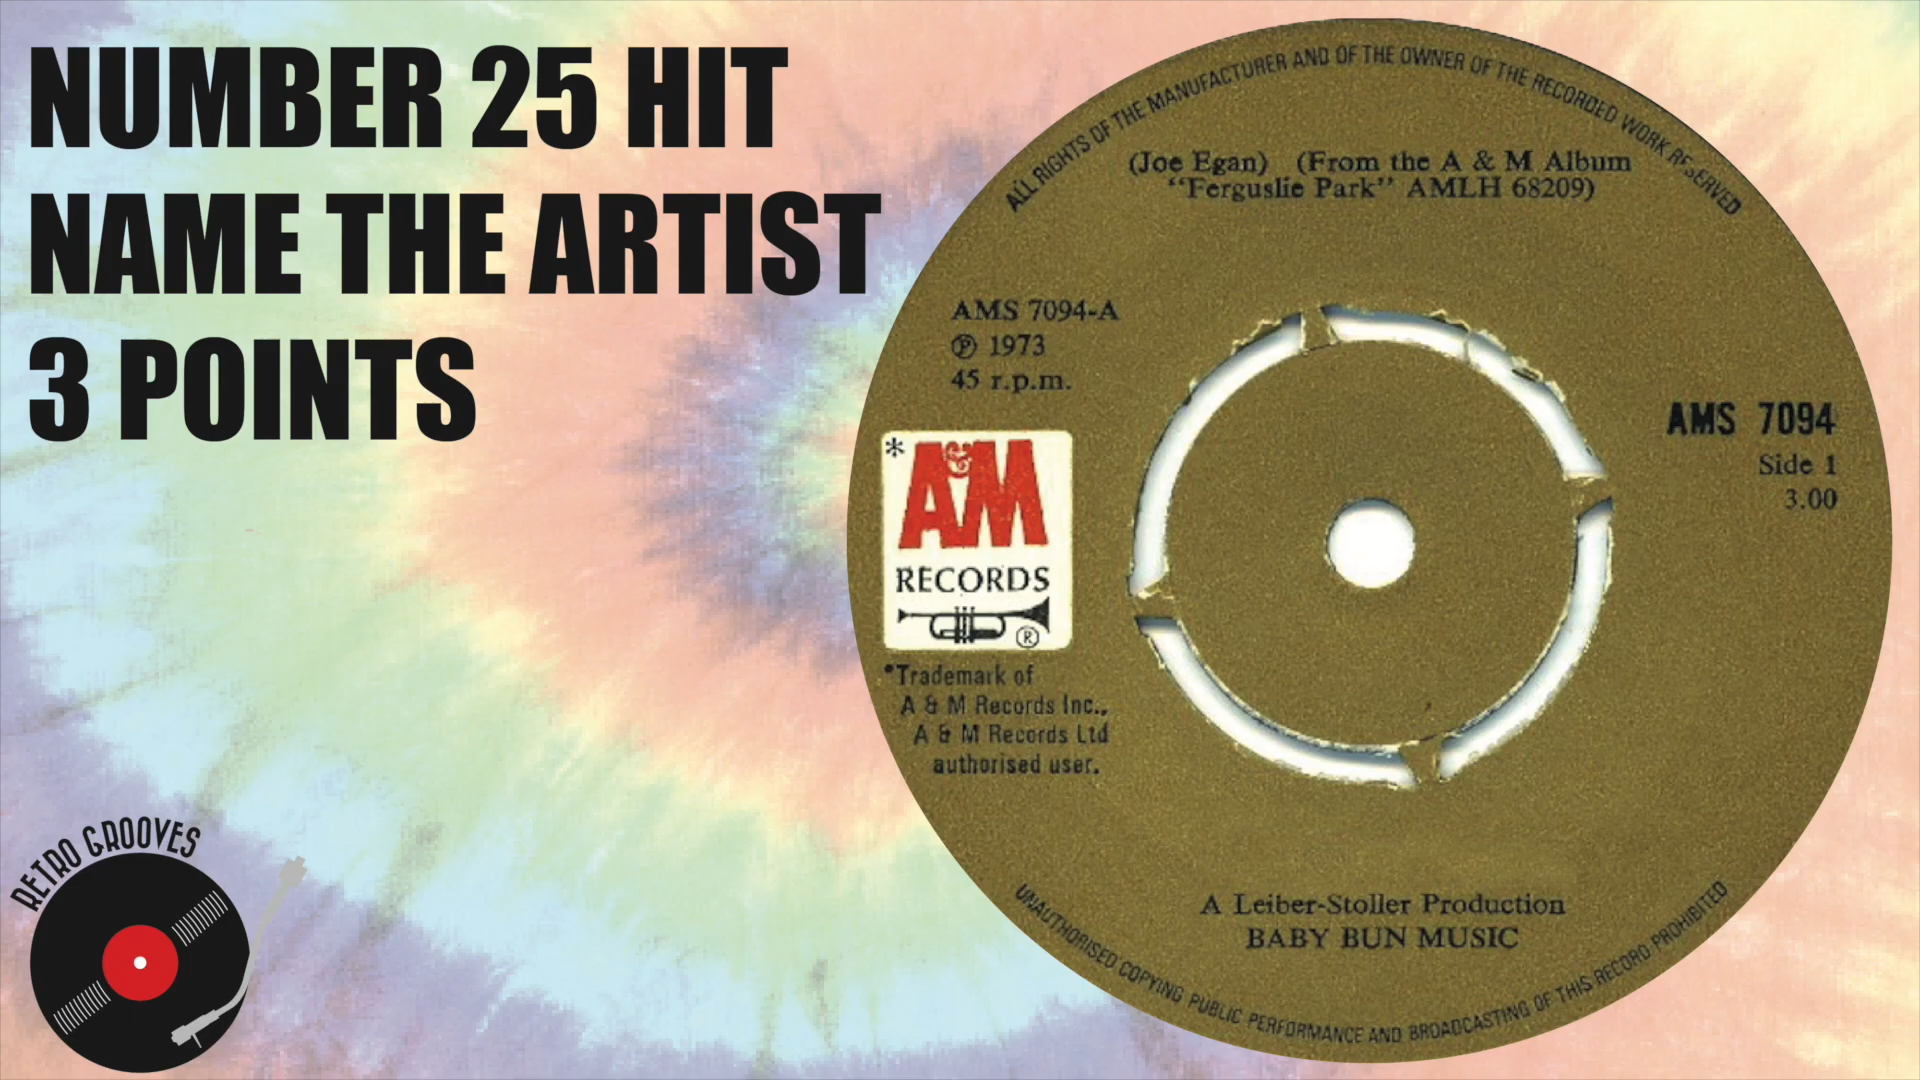 NUMBER 25 HIT
NAME THE ARTIST
3 POINTS
ALL RIGHTS OF THE MANUFACTURER AND OF THE OWNER OF THE RECORDED WORK RESERVED
(Joe Egan) (From the A & M Album
“Ferguslie Park” AMLH 68209)
AMS 7094-A
℗ 1973
45 r.p.m.
AMS 7094
Side 1
3.00
* A&M
RECORDS
®
*Trademark of
A & M Records Inc.,
A & M Records Ltd
authorised user.
A Leiber-Stoller Production
BABY BUN MUSIC
UNAUTHORISED COPYING PUBLIC PERFORMANCE AND BROADCASTING OF THIS RECORD PROHIBITED
RETRO GROOVES